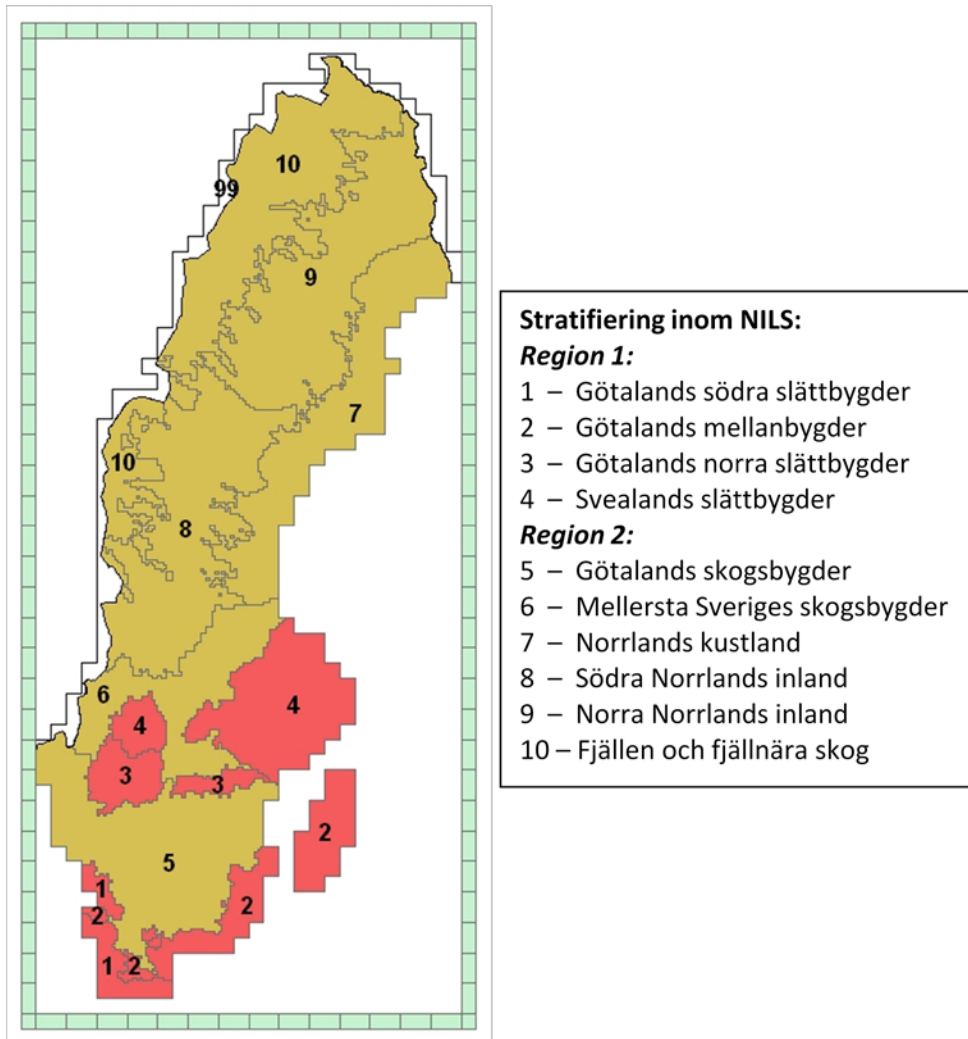 10
99
9
7
10
8
6
4
4
3
3
2
5
1
2
2
1
2
Stratifiering inom NILS:
Region 1:
1 – Götalands södra slättbygder
2 – Götalands mellanbygder
3 – Götalands norra slättbygder
4 – Svealands slättbygder
Region 2:
5 – Götalands skogsbygder
6 – Mellersta Sveriges skogsbygder
7 – Norrlands kustland
8 – Södra Norrlands inland
9 – Norra Norrlands inland
10 – Fjällen och fjällnära skog